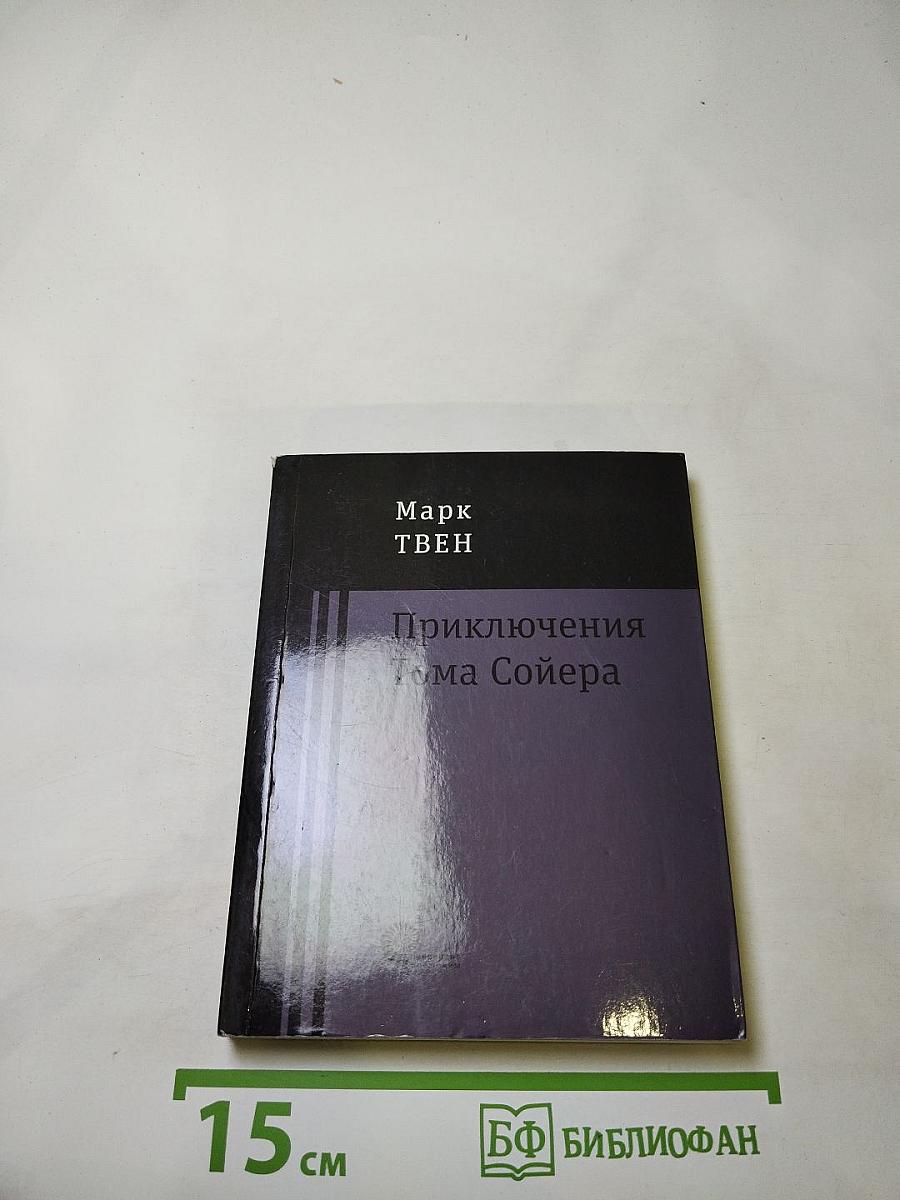 Марк
ТВЕН
Приключения
Тома Сойера
15 см
БФ БИБЛИОФАН